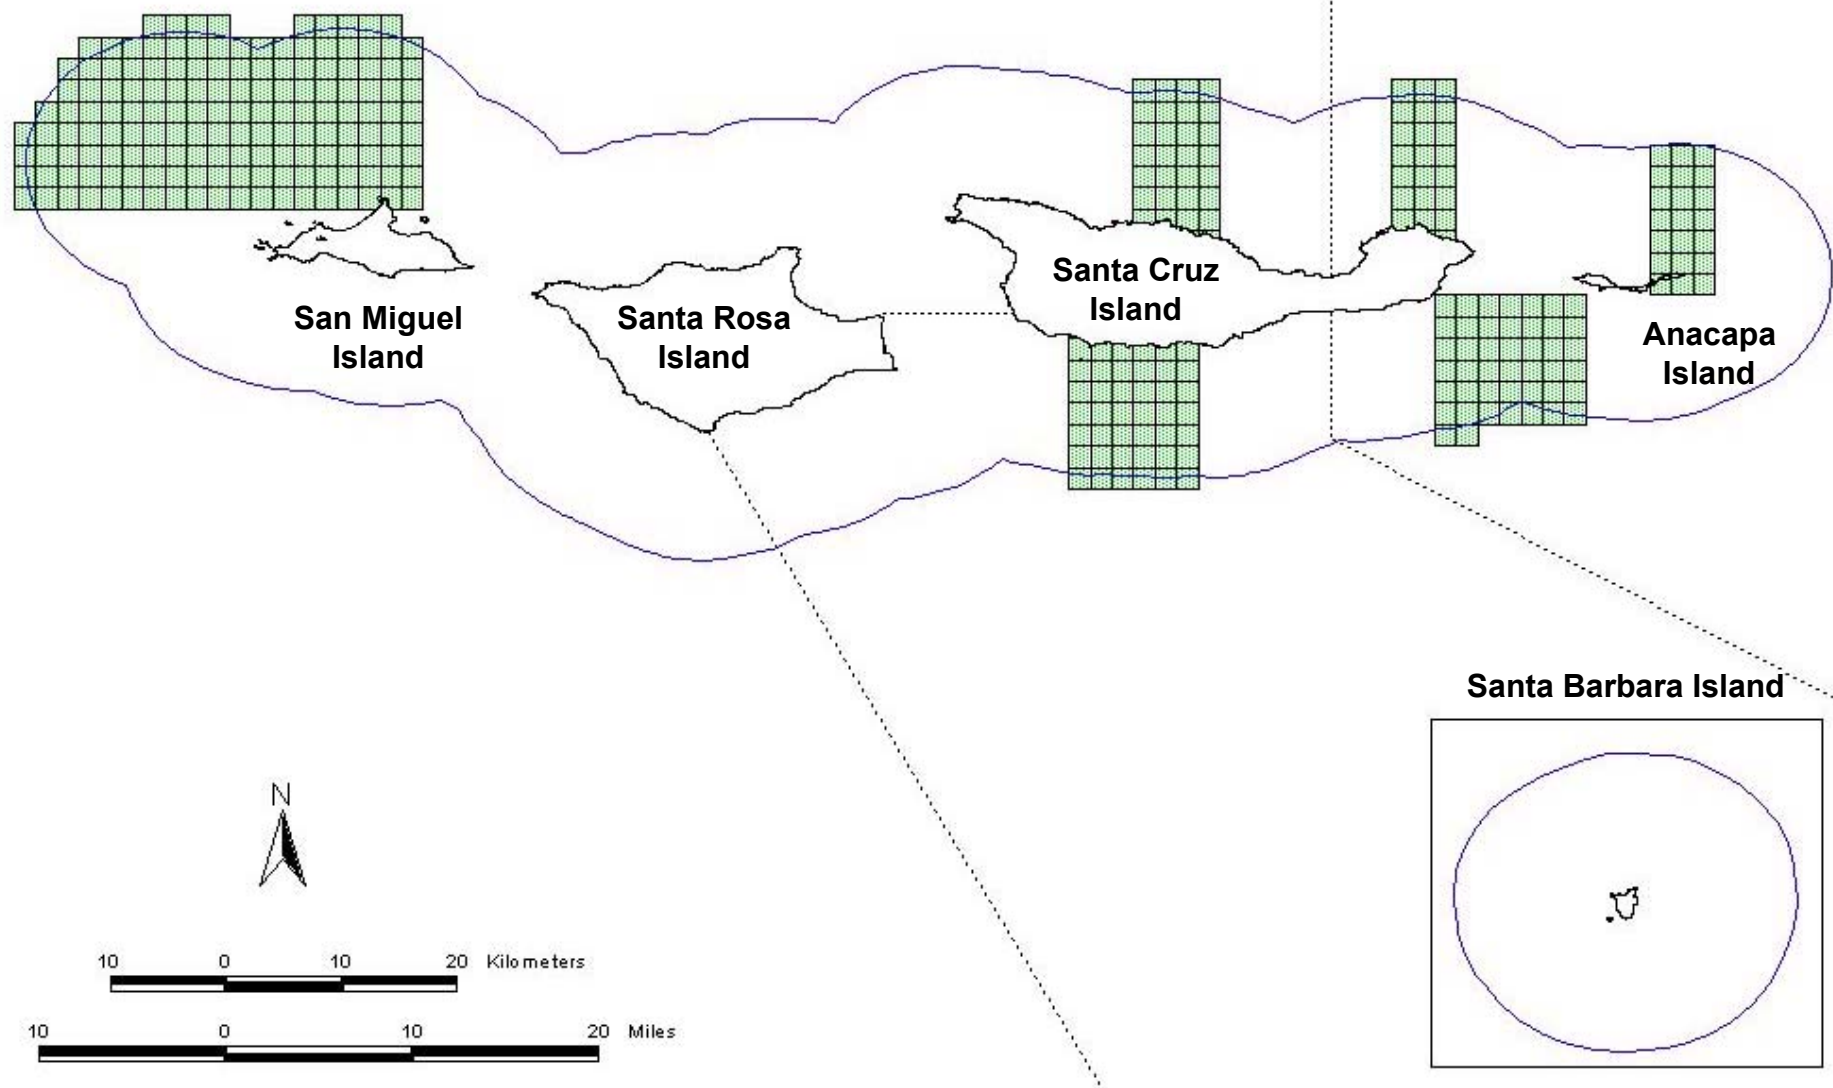 San Miguel
Island
Santa Rosa
Island
Santa Cruz
Island
Anacapa
Island
Santa Barbara Island
N
10 0 10 20 Kilometers
10 0 10 20 Miles